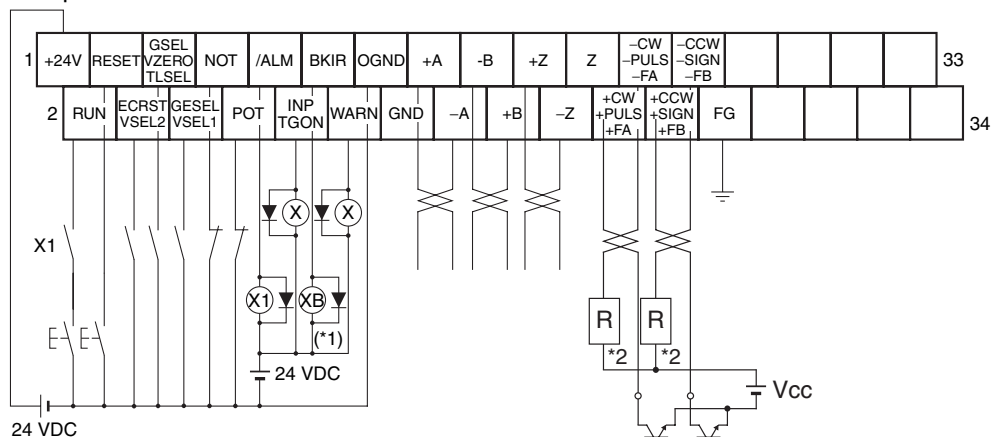 1
+24V
RESET
GSEL
VZERO
TLSEL
NOT
/ALM
BKIR
OGND
+A
-B
+Z
Z
–CW
–PULS
–FA
–CCW
–SIGN
–FB
33
2
RUN
ECRST
VSEL2
GESEL
VSEL1
POT
INP
TGON
WARN
GND
–A
+B
–Z
+CW
+PULS
+FA
+CCW
+SIGN
+FB
FG
34
X
X
X1
X1
XB
(*1)
R
R
*2
*2
24 VDC
Vcc
24 VDC